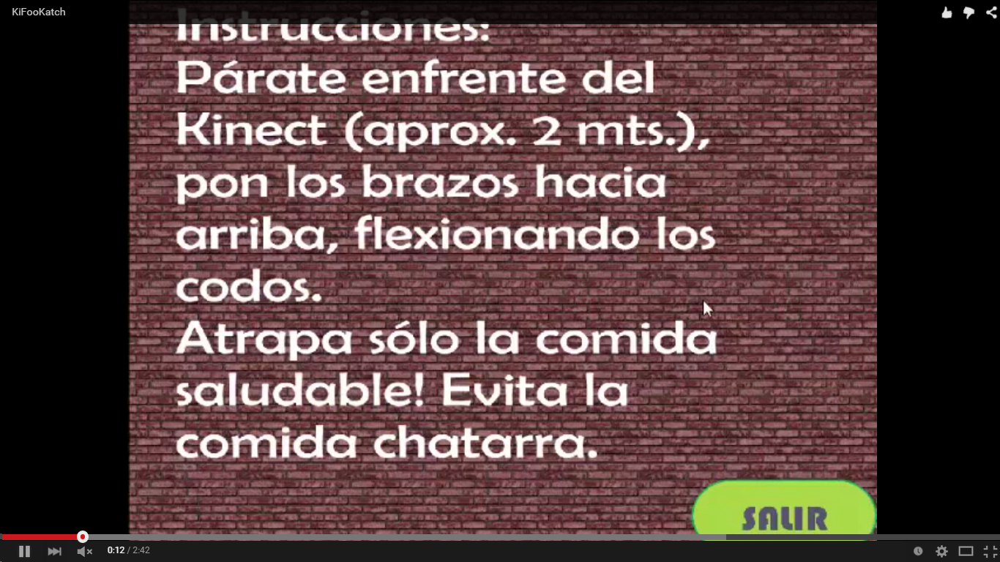 KiFooKatch
Instrucciones:
Párate enfrente del
Kinect (aprox. 2 mts.),
pon los brazos hacia
arriba, flexionando los
codos.
Atrapa sólo la comida
saludable! Evita la
comida chatarra.
SALIR
0:12 / 2:42